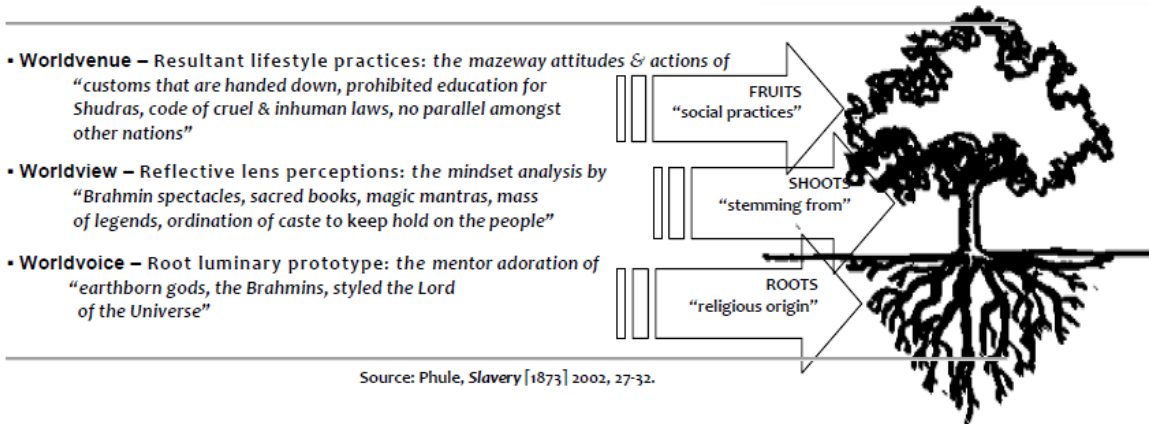 ▪ Worldvenue – Resultant lifestyle practices: the mazeway attitudes & actions of
“customs that are handed down, prohibited education for
Shudras, code of cruel & inhuman laws, no parallel amongst
other nations”
FRUITS
“social practices”
▪ Worldview – Reflective lens perceptions: the mindset analysis by
“Brahmin spectacles, sacred books, magic mantras, mass
of legends, ordination of caste to keep hold on the people”
SHOOTS
“stemming from”
▪ Worldvoice – Root luminary prototype: the mentor adoration of
“earthborn gods, the Brahmins, styled the Lord
of the Universe”
ROOTS
“religious origin”
Source: Phule, Slavery [1873] 2002, 27-32.